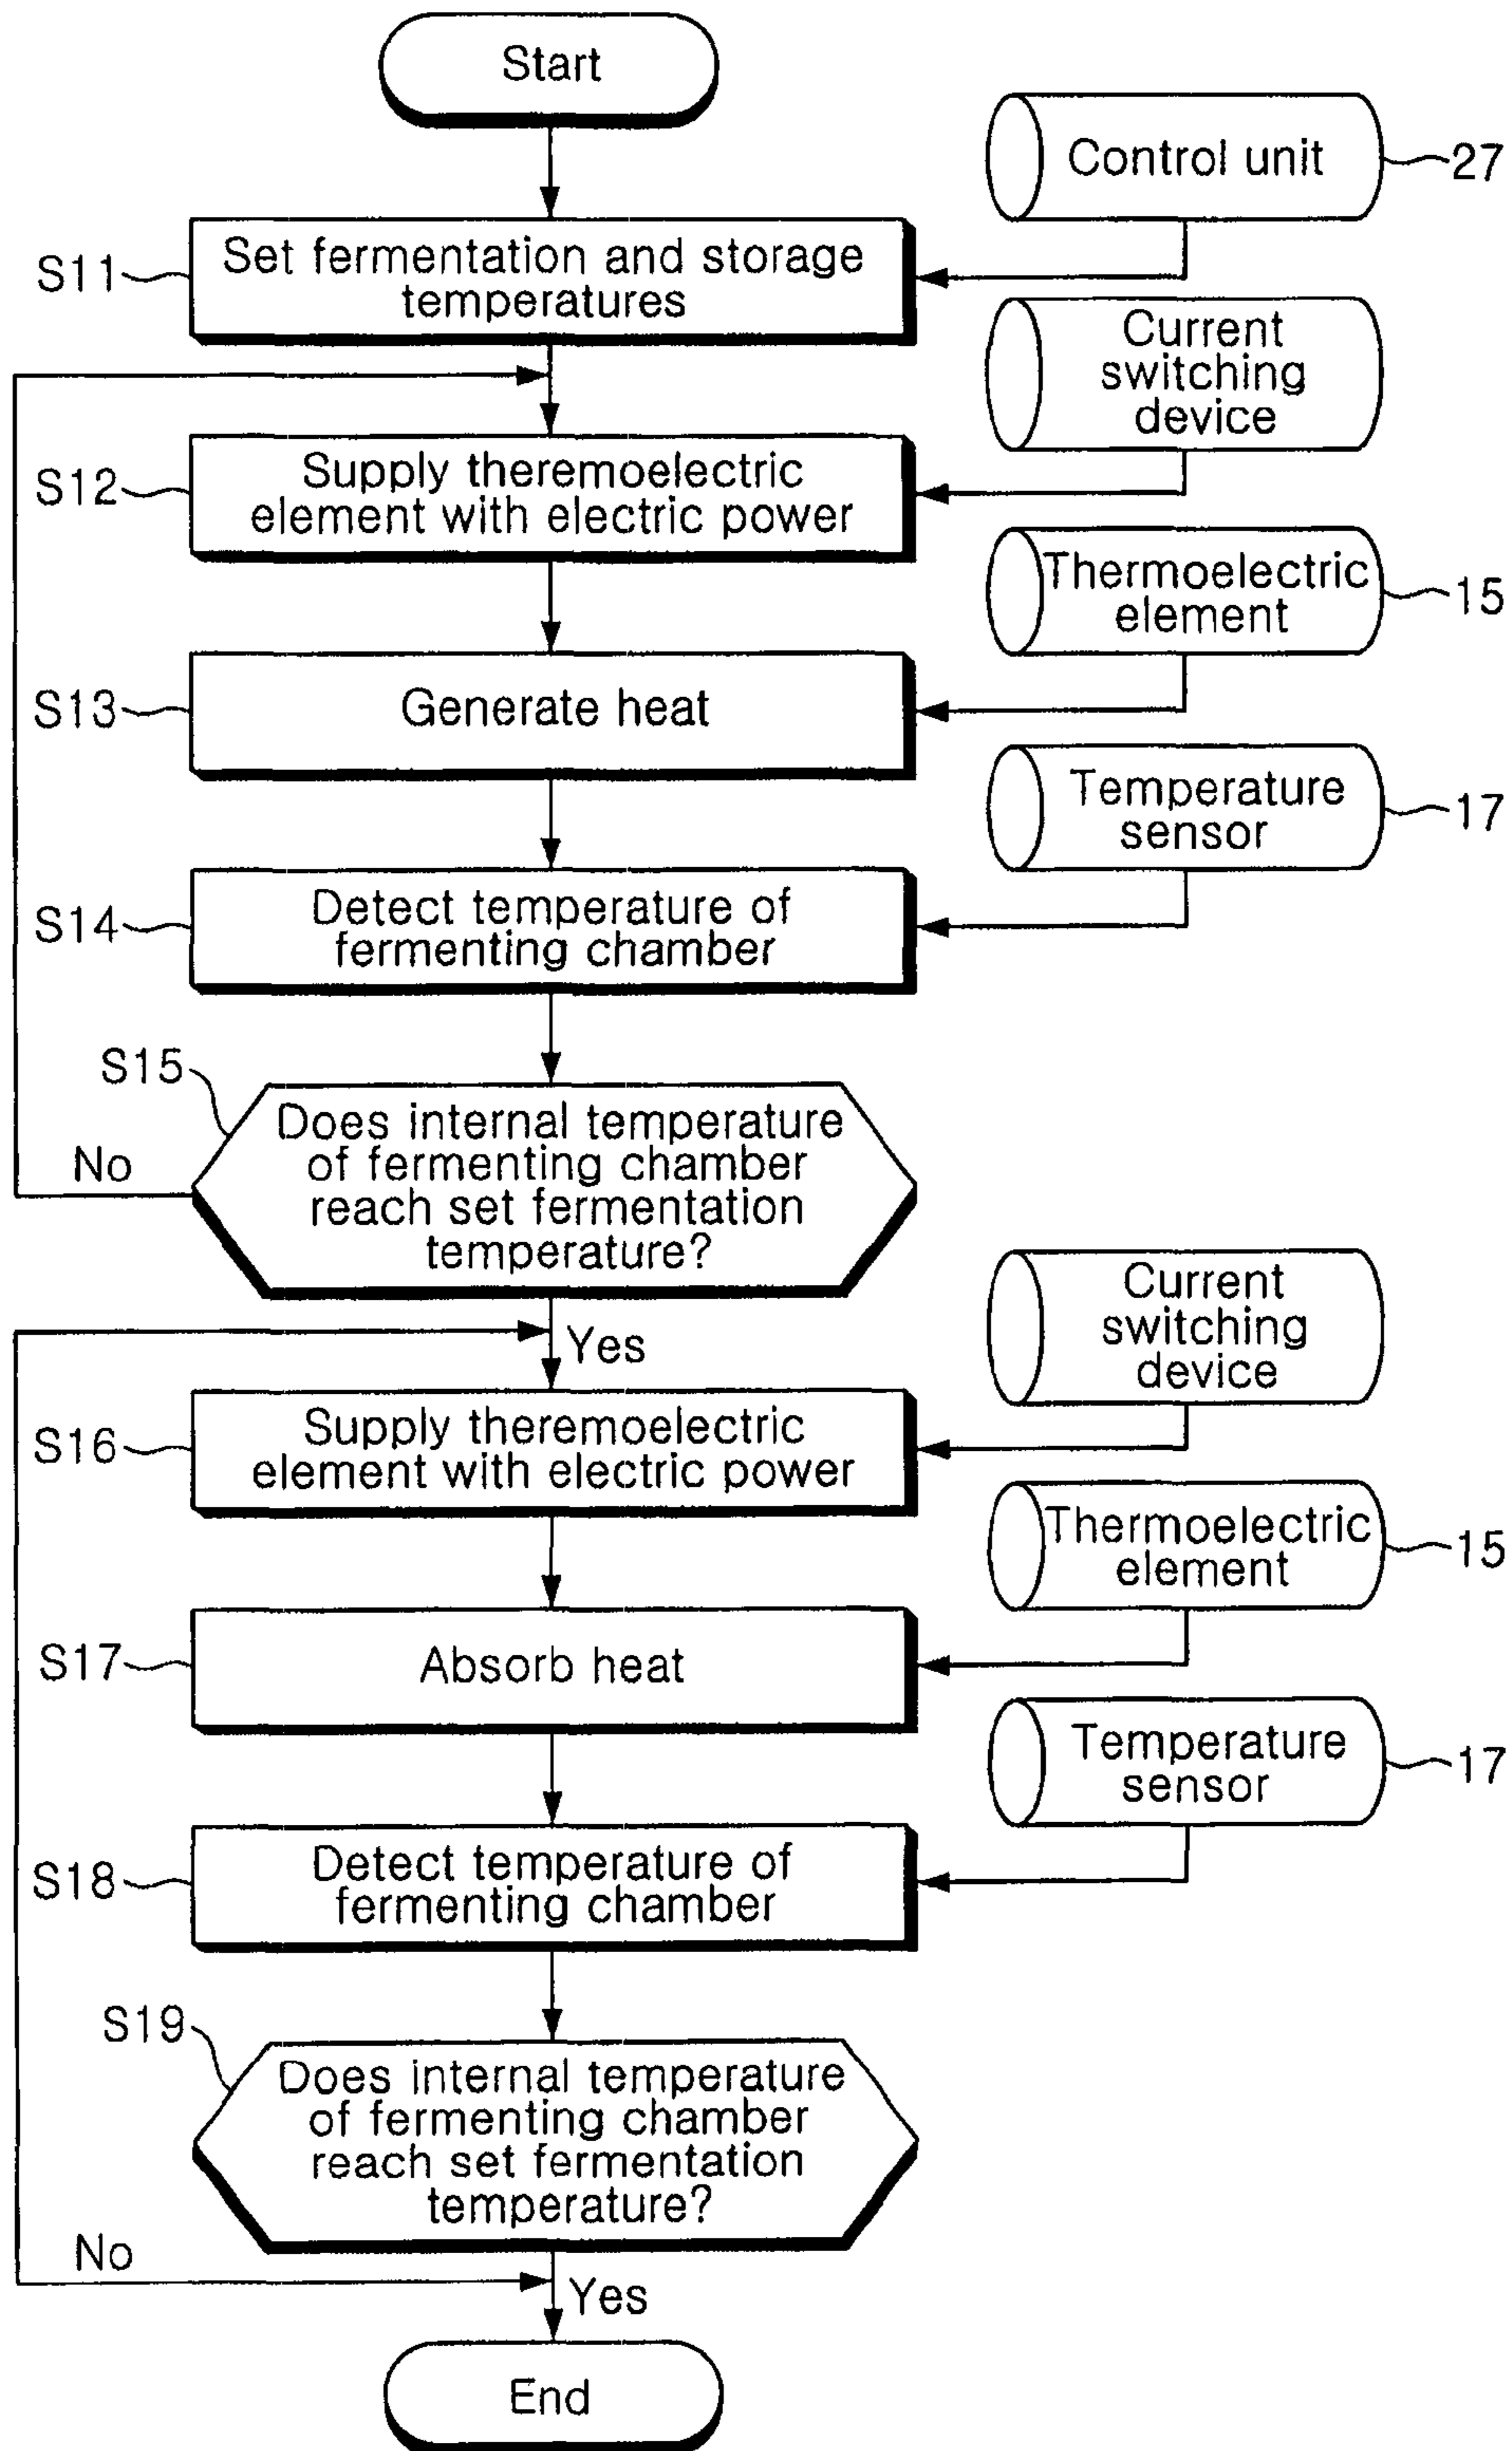 Start
Control unit
27
S11
Set fermentation and storage
temperatures
Current
switching
device
S12
Supply theremoelectric
element with electric power
Thermoelectric
element
15
S13
Generate heat
Temperature
sensor
17
S14
Detect temperature of
fermenting chamber
S15
Does internal temperature
of fermenting chamber
reach set fermentation
temperature?
No
Yes
Current
switching
device
S16
Supply theremoelectric
element with electric power
Thermoelectric
element
15
S17
Absorb heat
Temperature
sensor
17
S18
Detect temperature of
fermenting chamber
S19
Does internal temperature
of fermenting chamber
reach set fermentation
temperature?
No
Yes
End